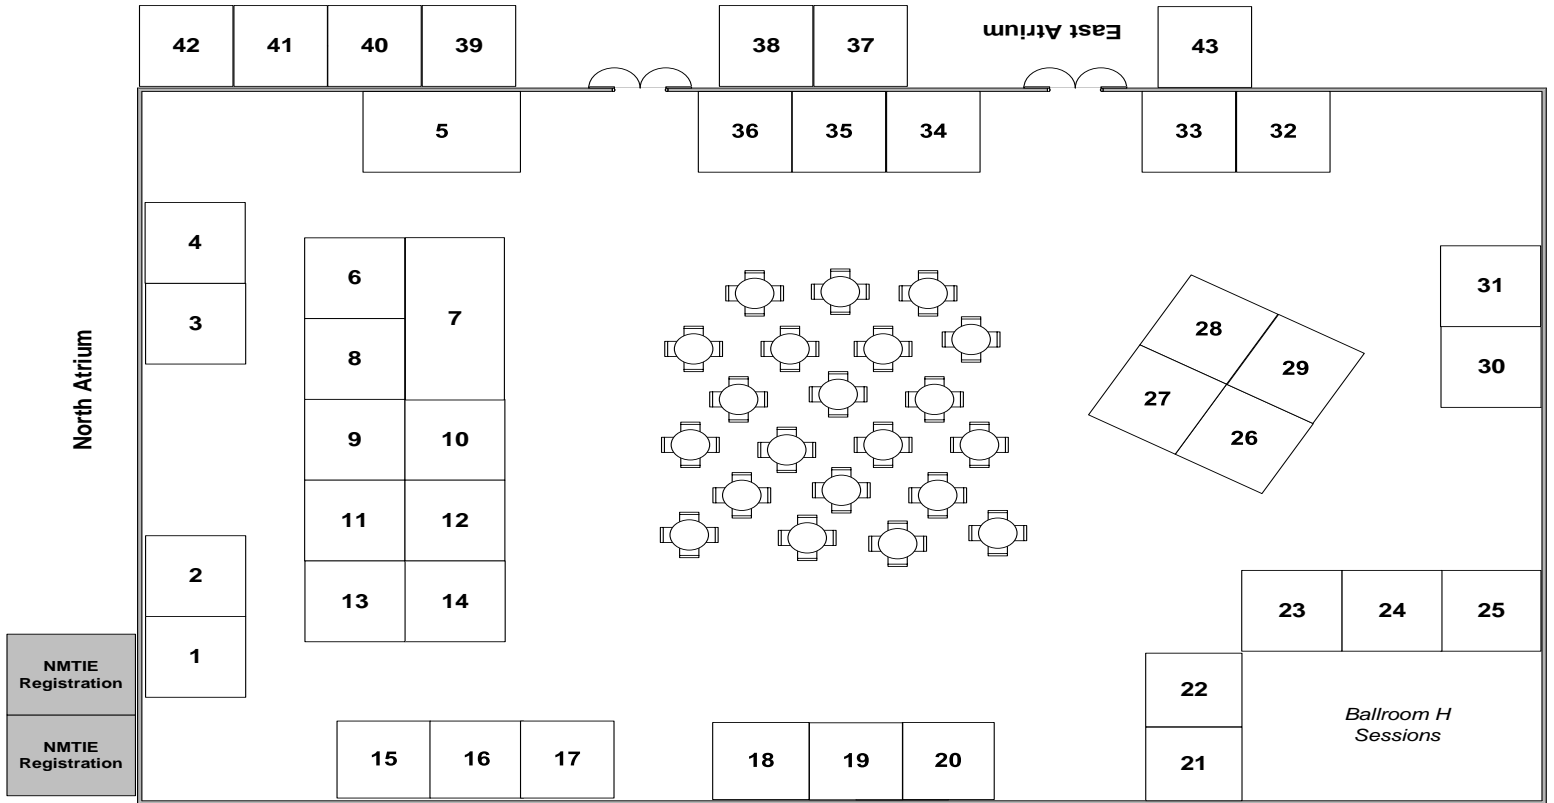 42 41 40 39 38 37 East Atrium 43
5 36 35 34 33 32
4
3
North Atrium
6 7
8
9 10
11 12
13 14
28 29
27 26
31
30
2
1
NMTIE
Registration
NMTIE
Registration
23 24 25
22
21
Ballroom H
Sessions
15 16 17 18 19 20